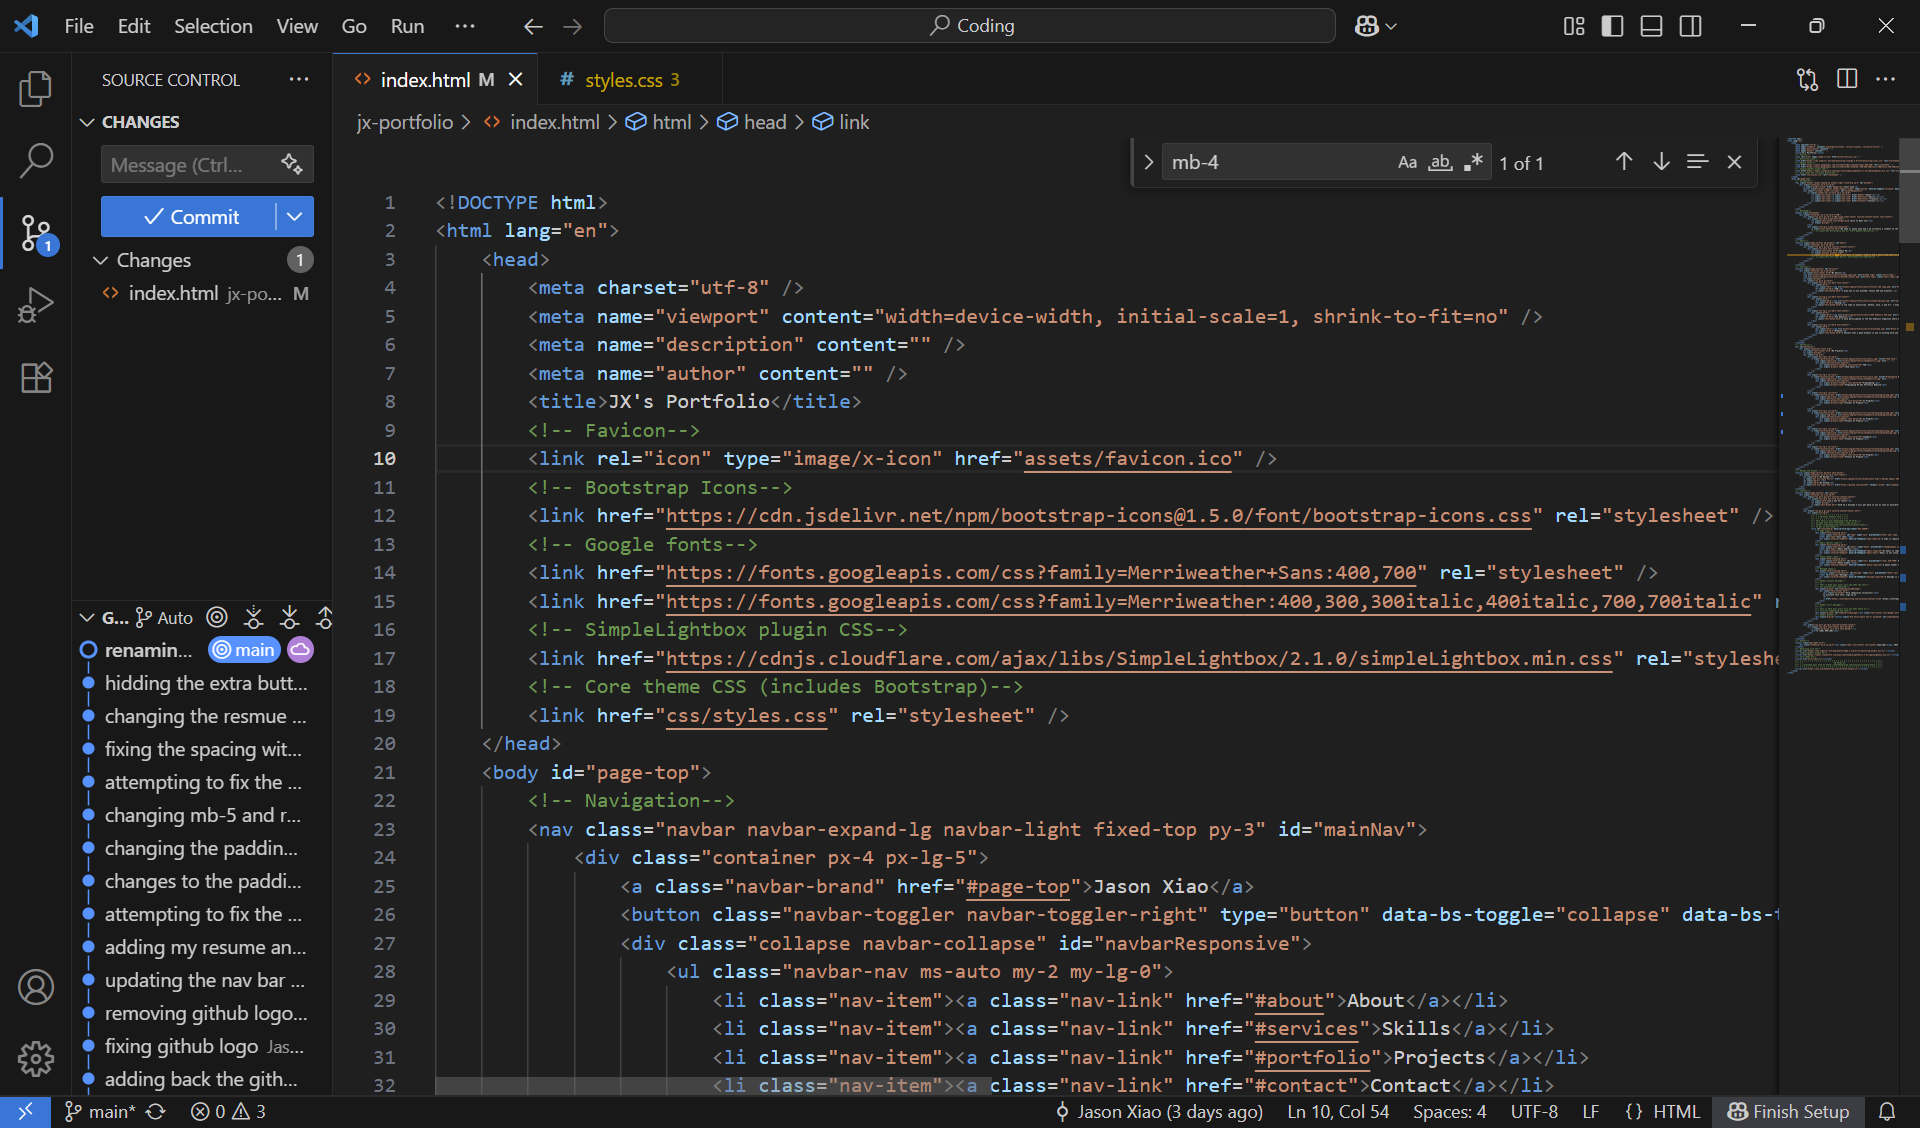 File Edit Selection View Go Run ··· Coding
SOURCE CONTROL ···
CHANGES
Message (Ctrl...
Commit
Changes 1
index.html jx-po... M
1
G... Auto
renamin... main
hidding the extra butt...
changing the resmue ...
fixing the spacing wit...
attempting to fix the ...
changing mb-5 and r...
changing the paddin...
changes to the paddi...
attempting to fix the ...
adding my resume an...
updating the nav bar ...
removing github logo...
fixing github logo Jas...
adding back the gith...
index.html M # styles.css 3
jx-portfolio > <> index.html > html > head > link
mb-4 Aa ab .* 1 of 1
1 <!DOCTYPE html>
2 <html lang="en">
3 <head>
4 <meta charset="utf-8" />
5 <meta name="viewport" content="width=device-width, initial-scale=1, shrink-to-fit=no" />
6 <meta name="description" content="" />
7 <meta name="author" content="" />
8 <title>JX's Portfolio</title>
9 <!-- Favicon-->
10 <link rel="icon" type="image/x-icon" href="assets/favicon.ico" />
11 <!-- Bootstrap Icons-->
12 <link href="https://cdn.jsdelivr.net/npm/bootstrap-icons@1.5.0/font/bootstrap-icons.css" rel="stylesheet" />
13 <!-- Google fonts-->
14 <link href="https://fonts.googleapis.com/css?family=Merriweather+Sans:400,700" rel="stylesheet" />
15 <link href="https://fonts.googleapis.com/css?family=Merriweather:400,300,300italic,400italic,700,700italic"
16 <!-- SimpleLightbox plugin CSS-->
17 <link href="https://cdnjs.cloudflare.com/ajax/libs/SimpleLightbox/2.1.0/simpleLightbox.min.css" rel="styleshe
18 <!-- Core theme CSS (includes Bootstrap)-->
19 <link href="css/styles.css" rel="stylesheet" />
20 </head>
21 <body id="page-top">
22 <!-- Navigation-->
23 <nav class="navbar navbar-expand-lg navbar-light fixed-top py-3" id="mainNav">
24 <div class="container px-4 px-lg-5">
25 <a class="navbar-brand" href="#page-top">Jason Xiao</a>
26 <button class="navbar-toggler navbar-toggler-right" type="button" data-bs-toggle="collapse" data-bs-
27 <div class="collapse navbar-collapse" id="navbarResponsive">
28 <ul class="navbar-nav ms-auto my-2 my-lg-0">
29 <li class="nav-item"><a class="nav-link" href="#about">About</a></li>
30 <li class="nav-item"><a class="nav-link" href="#services">Skills</a></li>
31 <li class="nav-item"><a class="nav-link" href="#portfolio">Projects</a></li>
32 <li class="nav-item"><a class="nav-link" href="#contact">Contact</a></li>
main* 0 3 Jason Xiao (3 days ago) Ln 10, Col 54 Spaces: 4 UTF-8 LF {} HTML Finish Setup